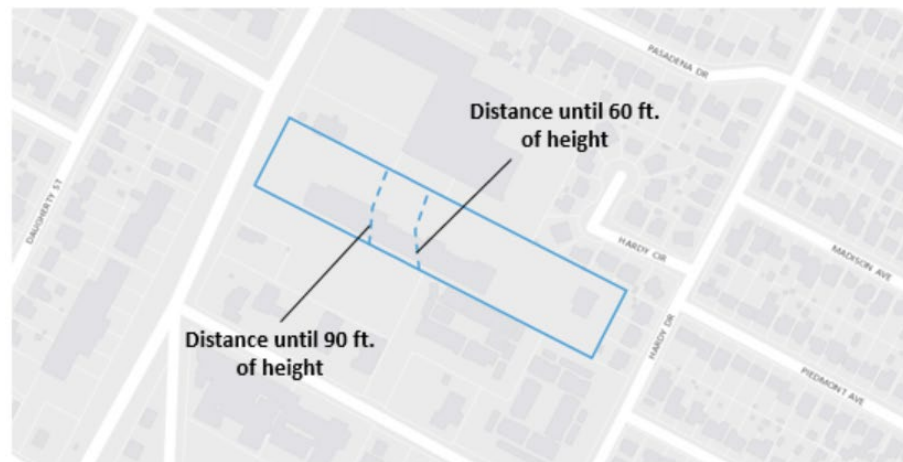 PASADENA DR
Distance until 60 ft.
of height
DAUGHERTY ST
HARDY CIR
MADISON AVE
Distance until 90 ft.
of height
HARDY DR
PIEDMONT AVE